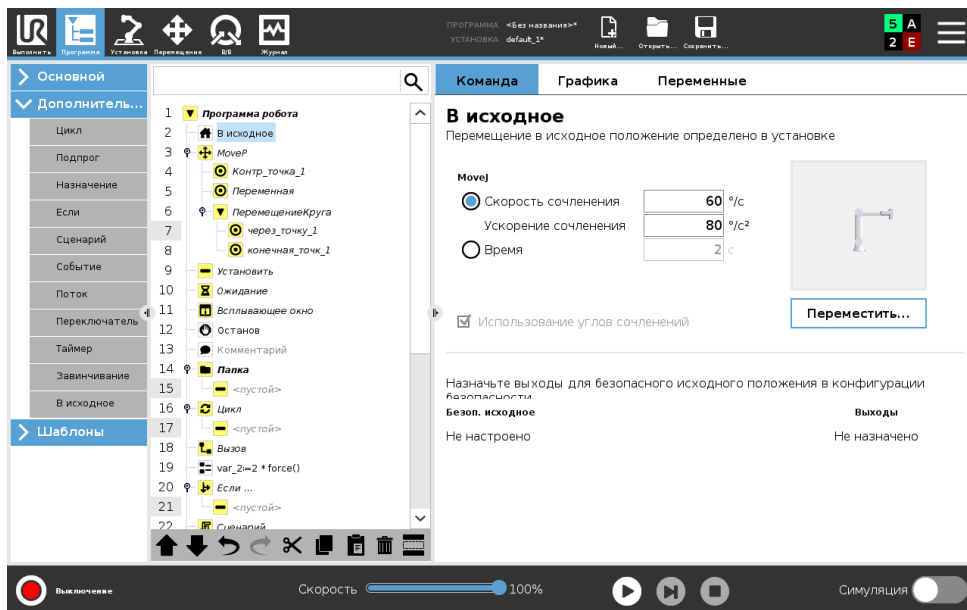 Выполнить Программа Установка Перемещение В/В Журнал
ПРОГРАММА <Без названия>*
УСТАНОВКА default_1*
Новый... Открыть... Сохранить...
5 A
2 E
Основной
Дополнитель...
Цикл
Подпрог
Назначение
Если
Сценарий
Событие
Поток
Переключатель
Таймер
Завинчивание
В исходное
Шаблоны
1 Программа робота
2 В исходное
3 MoveP
4 Контр_точка_1
5 Переменная
6 ПеремещениеКруга
7 через_точку_1
8 конечная_точк_1
9 Установить
10 Ожидание
11 Всплывающее окно
12 Останов
13 Комментарий
14 Папка
15 <пустой>
16 Цикл
17 <пустой>
18 Вызов
19 var_2≔2 * force()
20 Если ...
21 <пустой>
22 Сценарий
Команда Графика Переменные
В исходное
Перемещение в исходное положение определено в установке
MoveJ
Скорость сочленения 60 °/с
Ускорение сочленения 80 °/с²
Время 2 с
Использование углов сочленений
Переместить...
Назначьте выходы для безопасного исходного положения в конфигурации
безопасности
Безоп. исходное Выходы
Не настроено Не назначено
Выключение
Скорость 100%
Симуляция